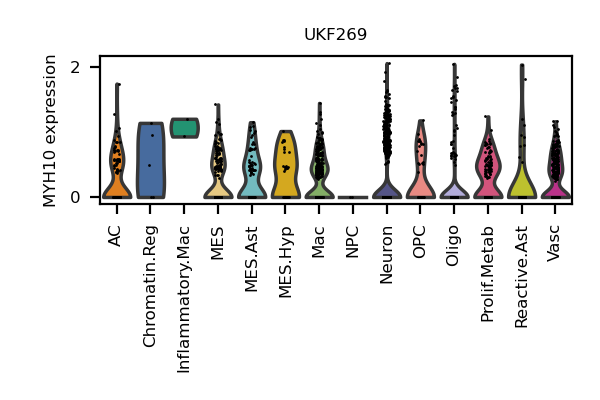 UKF269
MYH10 expression
2
0
AC
Chromatin.Reg
Inflammatory.Mac
MES
MES.Ast
MES.Hyp
Mac
NPC
Neuron
OPC
Oligo
Prolif.Metab
Reactive.Ast
Vasc